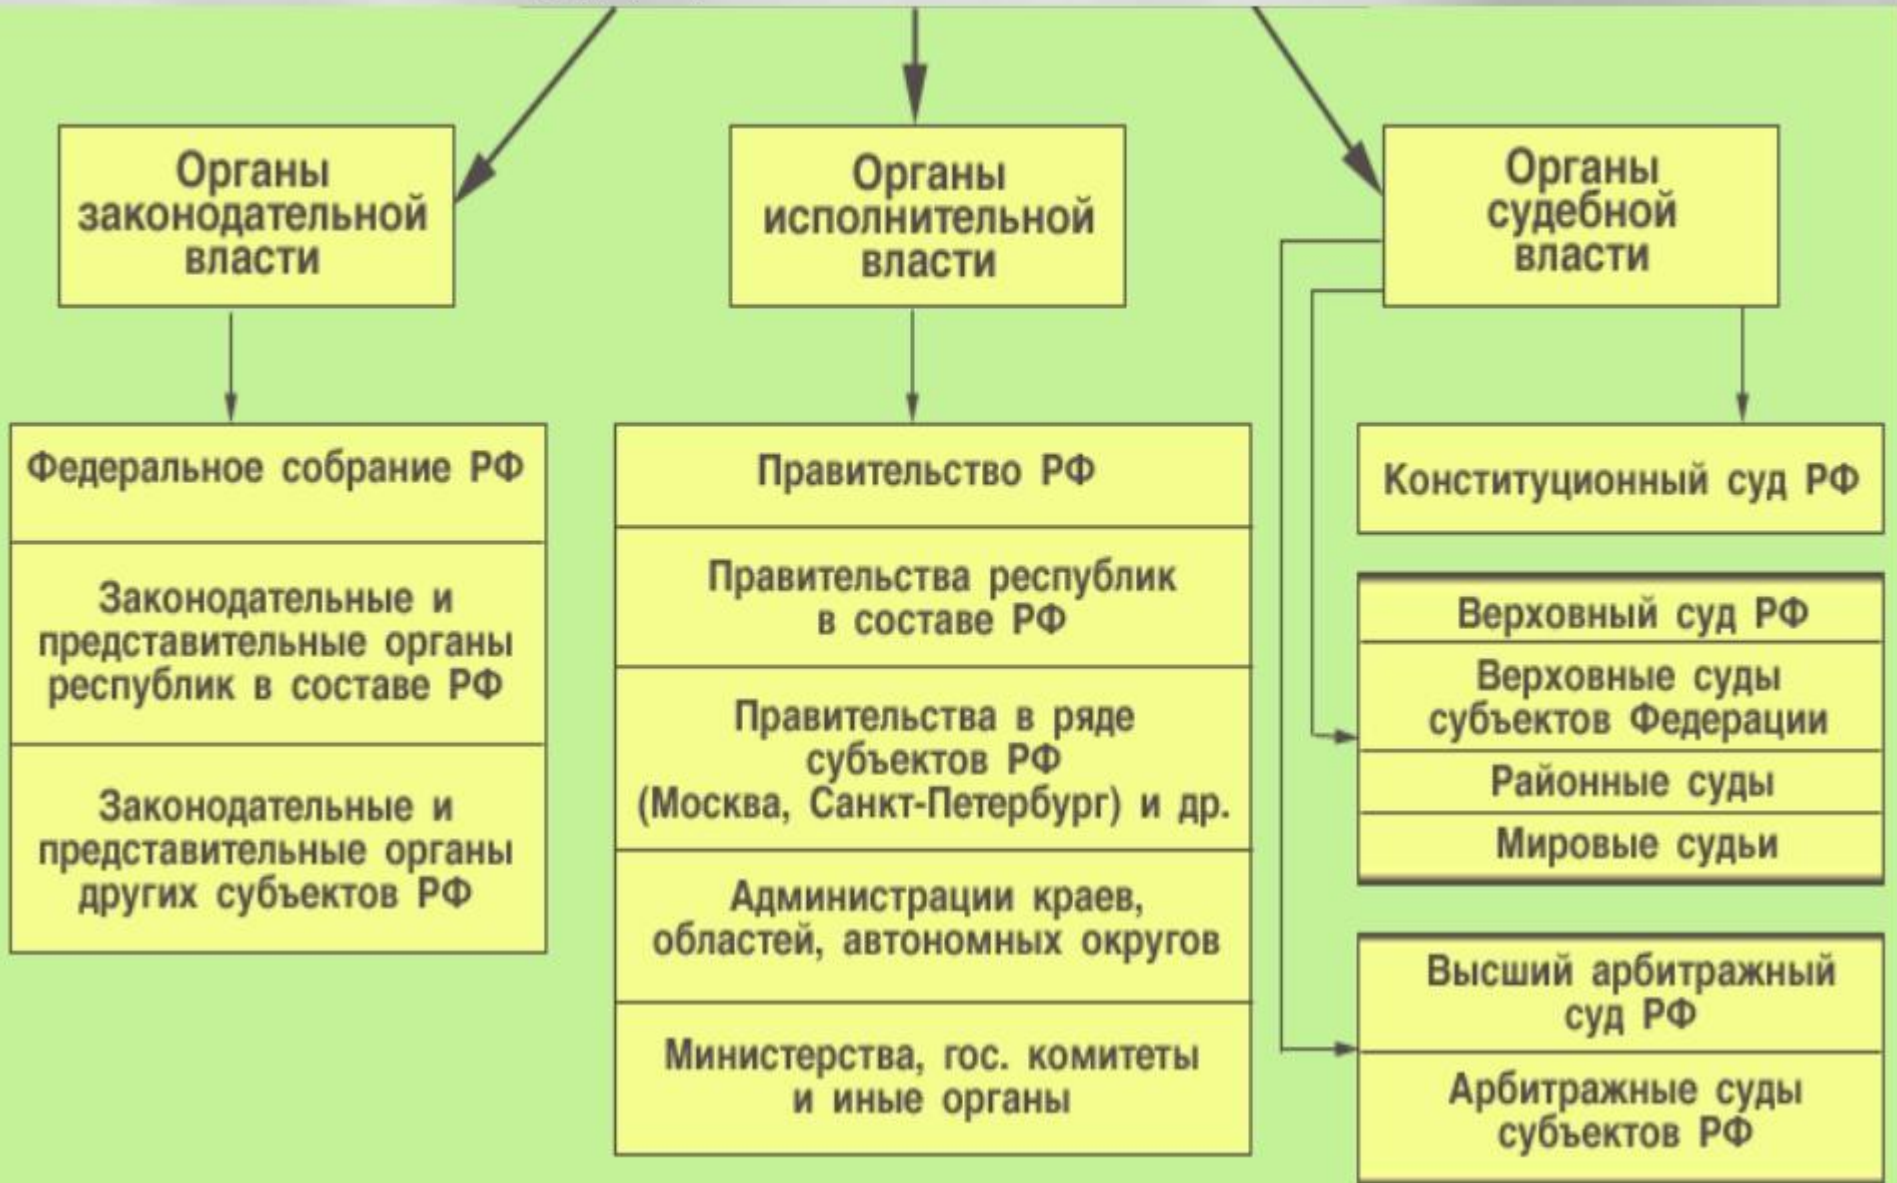 Органы
законодательной
власти
Федеральное собрание РФ
Законодательные и
представительные органы
республик в составе РФ
Законодательные и
представительные органы
других субъектов РФ
Органы
исполнительной
власти
Правительство РФ
Правительства республик
в составе РФ
Правительства в ряде
субъектов РФ
(Москва, Санкт-Петербург) и др.
Администрации краев,
областей, автономных округов
Министерства, гос. комитеты
и иные органы
Органы
судебной
власти
Конституционный суд РФ
Верховный суд РФ
Верховные суды
субъектов Федерации
Районные суды
Мировые судьи
Высший арбитражный
суд РФ
Арбитражные суды
субъектов РФ